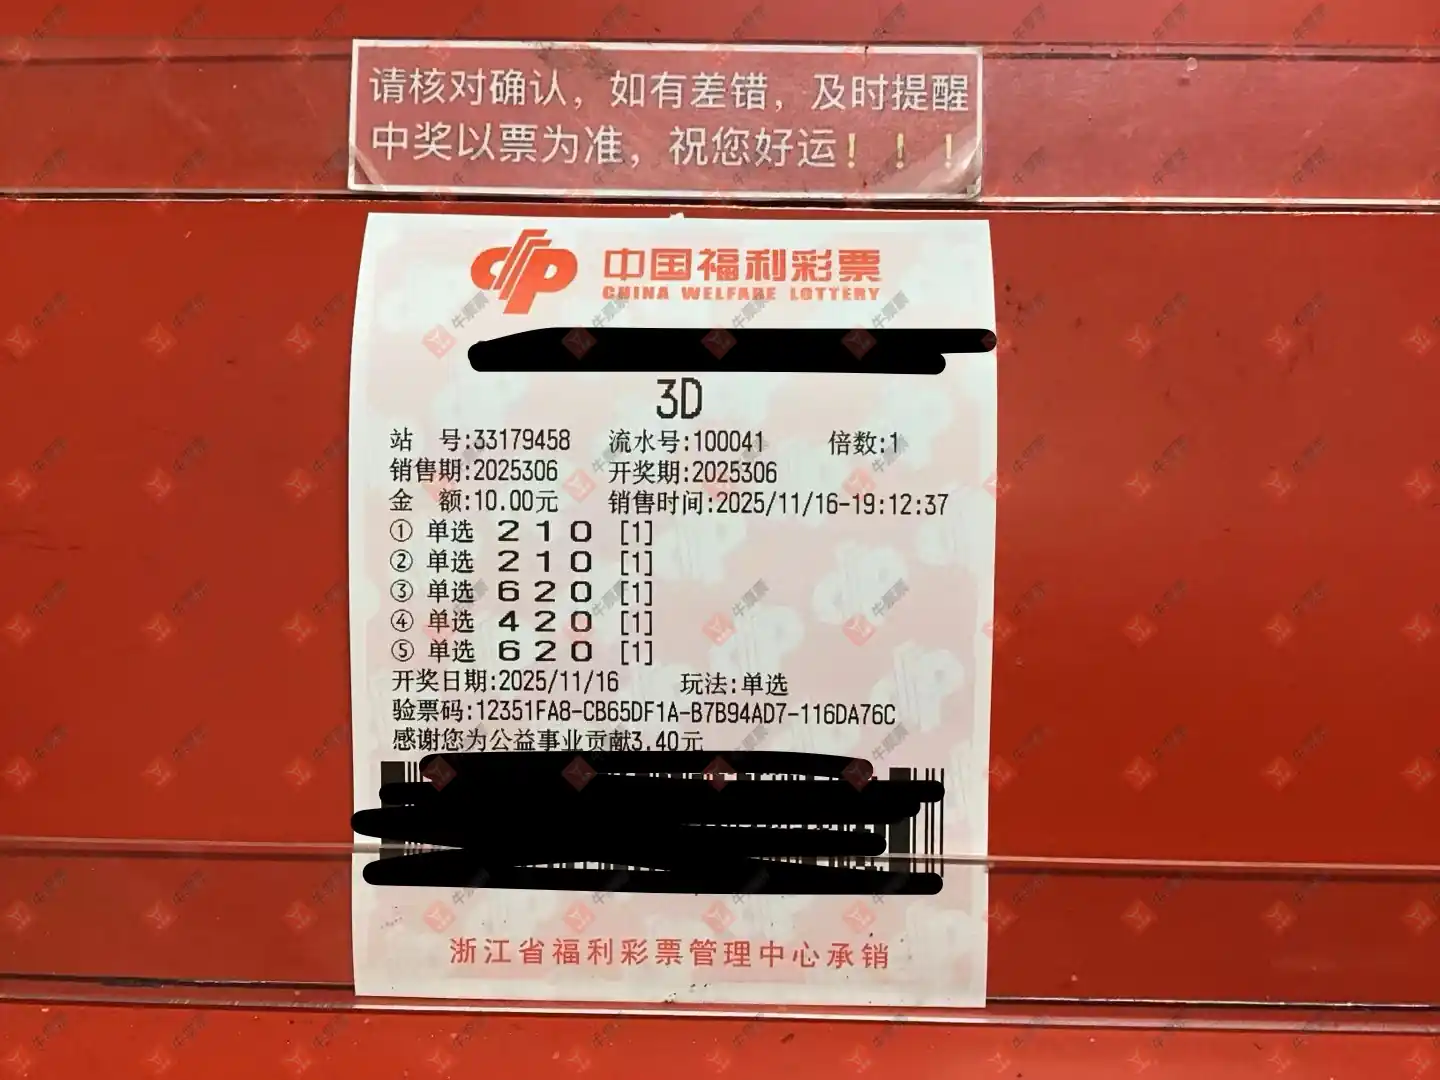 请核对确认，如有差错，及时提醒
中奖以票为准，祝您好运！！！
中国福利彩票
CHINA WELFARE LOTTERY
3D
站 号:33179458 流水号:100041 倍数:1
销售期:2025306 开奖期:2025306
金 额:10.00元 销售时间:2025/11/16-19:12:37
① 单选 2 1 0 [1]
② 单选 2 1 0 [1]
③ 单选 6 2 0 [1]
④ 单选 4 2 0 [1]
⑤ 单选 6 2 0 [1]
开奖日期:2025/11/16 玩法:单选
验票码:12351FA8-CB65DF1A-B7B94AD7-116DA76C
感谢您为公益事业贡献3.40元
浙江省福利彩票管理中心承销
牛票票